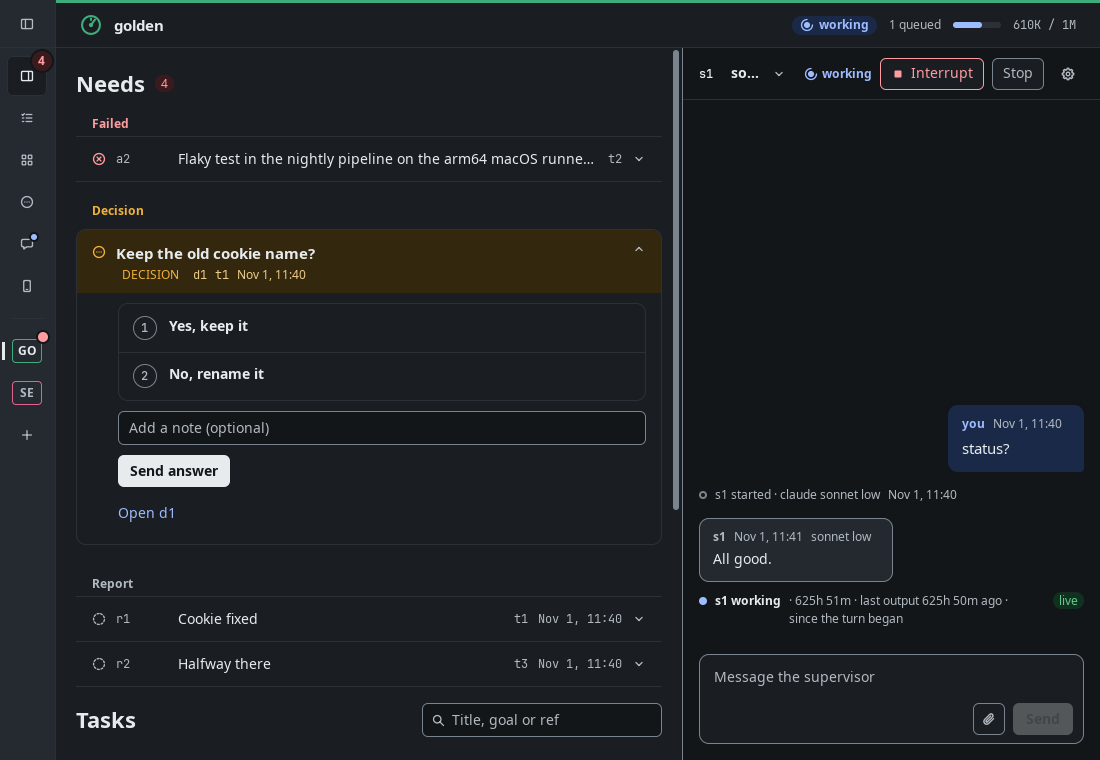 golden
working
1 queued
610K / 1M
4
GO
SE
Needs 4
Failed
a2 Flaky test in the nightly pipeline on the arm64 macOS runne… t2
Decision
Keep the old cookie name?
DECISION d1 t1 Nov 1, 11:40
1 Yes, keep it
2 No, rename it
Add a note (optional)
Send answer
Open d1
Report
r1 Cookie fixed t1 Nov 1, 11:40
r2 Halfway there t3 Nov 1, 11:40
Tasks
Title, goal or ref
s1 so… working Interrupt Stop
you Nov 1, 11:40
status?
s1 started · claude sonnet low Nov 1, 11:40
s1 Nov 1, 11:41 sonnet low
All good.
s1 working · 625h 51m · last output 625h 50m ago · live
since the turn began
Message the supervisor
Send